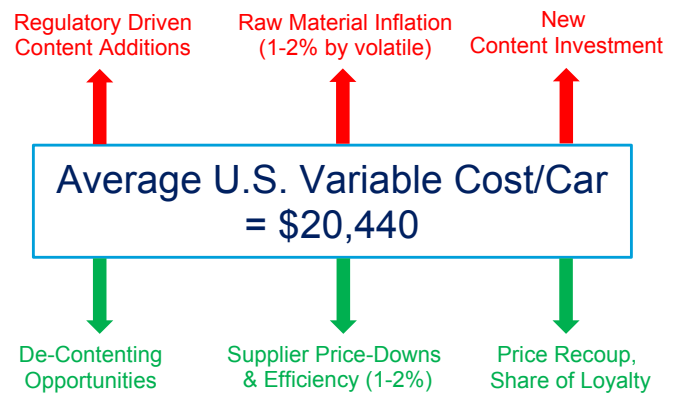 Regulatory Driven
Content Additions
Raw Material Inflation
(1-2% by volatile)
New
Content Investment
Average U.S. Variable Cost/Car
= $20,440
De-Contenting
Opportunities
Supplier Price-Downs
& Efficiency (1-2%)
Price Recoup,
Share of Loyalty